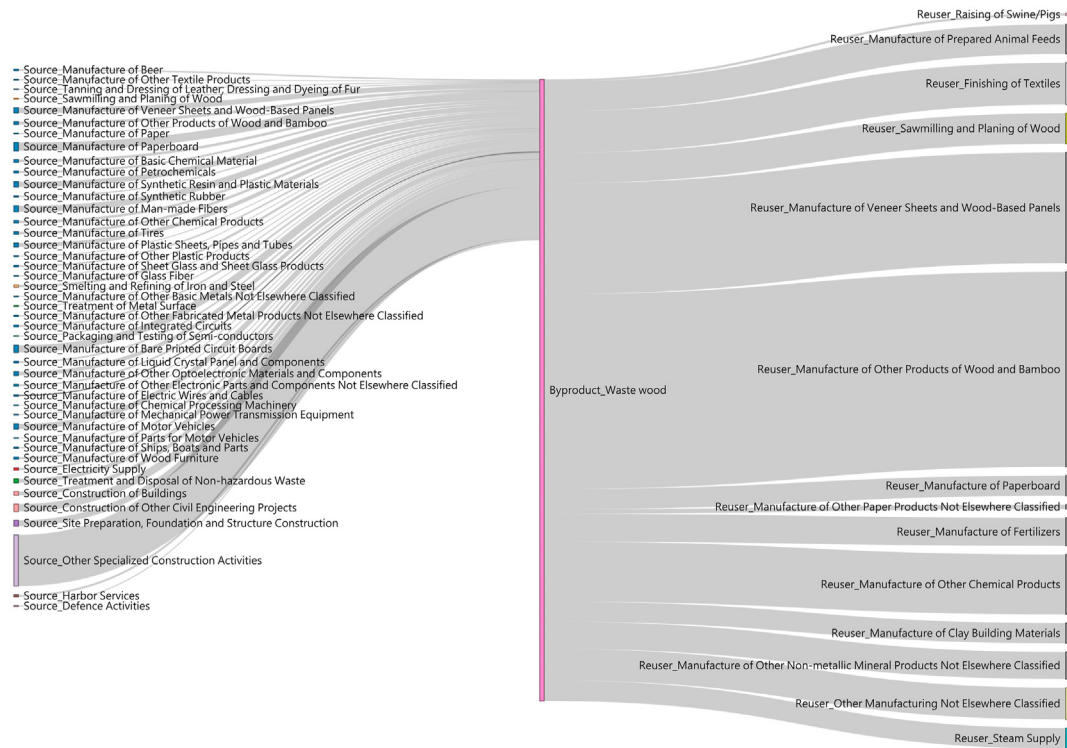 Source_Manufacture of Beer
Source_Manufacture of Other Textile Products
Source_Tanning and Dressing of Leather; Dressing and Dyeing of Fur
Source_Sawmilling and Planing of Wood
Source_Manufacture of Veneer Sheets and Wood-Based Panels
Source_Manufacture of Other Products of Wood and Bamboo
Source_Manufacture of Paper
Source_Manufacture of Paperboard
Source_Manufacture of Basic Chemical Material
Source_Manufacture of Petrochemicals
Source_Manufacture of Synthetic Resin and Plastic Materials
Source_Manufacture of Synthetic Rubber
Source_Manufacture of Man-made Fibers
Source_Manufacture of Other Chemical Products
Source_Manufacture of Tires
Source_Manufacture of Plastic Sheets, Pipes and Tubes
Source_Manufacture of Other Plastic Products
Source_Manufacture of Sheet Glass and Sheet Glass Products
Source_Manufacture of Glass Fiber
Source_Smelting and Refining of Iron and Steel
Source_Manufacture of Other Basic Metals Not Elsewhere Classified
Source_Treatment of Metal Surface
Source_Manufacture of Other Fabricated Metal Products Not Elsewhere Classified
Source_Manufacture of Integrated Circuits
Source_Packaging and Testing of Semi-conductors
Source_Manufacture of Bare Printed Circuit Boards
Source_Manufacture of Liquid Crystal Panel and Components
Source_Manufacture of Other Optoelectronic Materials and Components
Source_Manufacture of Other Electronic Parts and Components Not Elsewhere Classified
Source_Manufacture of Electric Wires and Cables
Source_Manufacture of Chemical Processing Machinery
Source_Manufacture of Mechanical Power Transmission Equipment
Source_Manufacture of Motor Vehicles
Source_Manufacture of Parts for Motor Vehicles
Source_Manufacture of Ships, Boats and Parts
Source_Manufacture of Wood Furniture
Source_Electricity Supply
Source_Treatment and Disposal of Non-hazardous Waste
Source_Construction of Buildings
Source_Construction of Other Civil Engineering Projects
Source_Site Preparation, Foundation and Structure Construction
Source_Other Specialized Construction Activities
Source_Harbor Services
Source_Defence Activities
Byproduct_Waste wood
Reuser_Raising of Swine/Pigs
Reuser_Manufacture of Prepared Animal Feeds
Reuser_Finishing of Textiles
Reuser_Sawmilling and Planing of Wood
Reuser_Manufacture of Veneer Sheets and Wood-Based Panels
Reuser_Manufacture of Other Products of Wood and Bamboo
Reuser_Manufacture of Paperboard
Reuser_Manufacture of Other Paper Products Not Elsewhere Classified
Reuser_Manufacture of Fertilizers
Reuser_Manufacture of Other Chemical Products
Reuser_Manufacture of Clay Building Materials
Reuser_Manufacture of Other Non-metallic Mineral Products Not Elsewhere Classified
Reuser_Other Manufacturing Not Elsewhere Classified
Reuser_Steam Supply